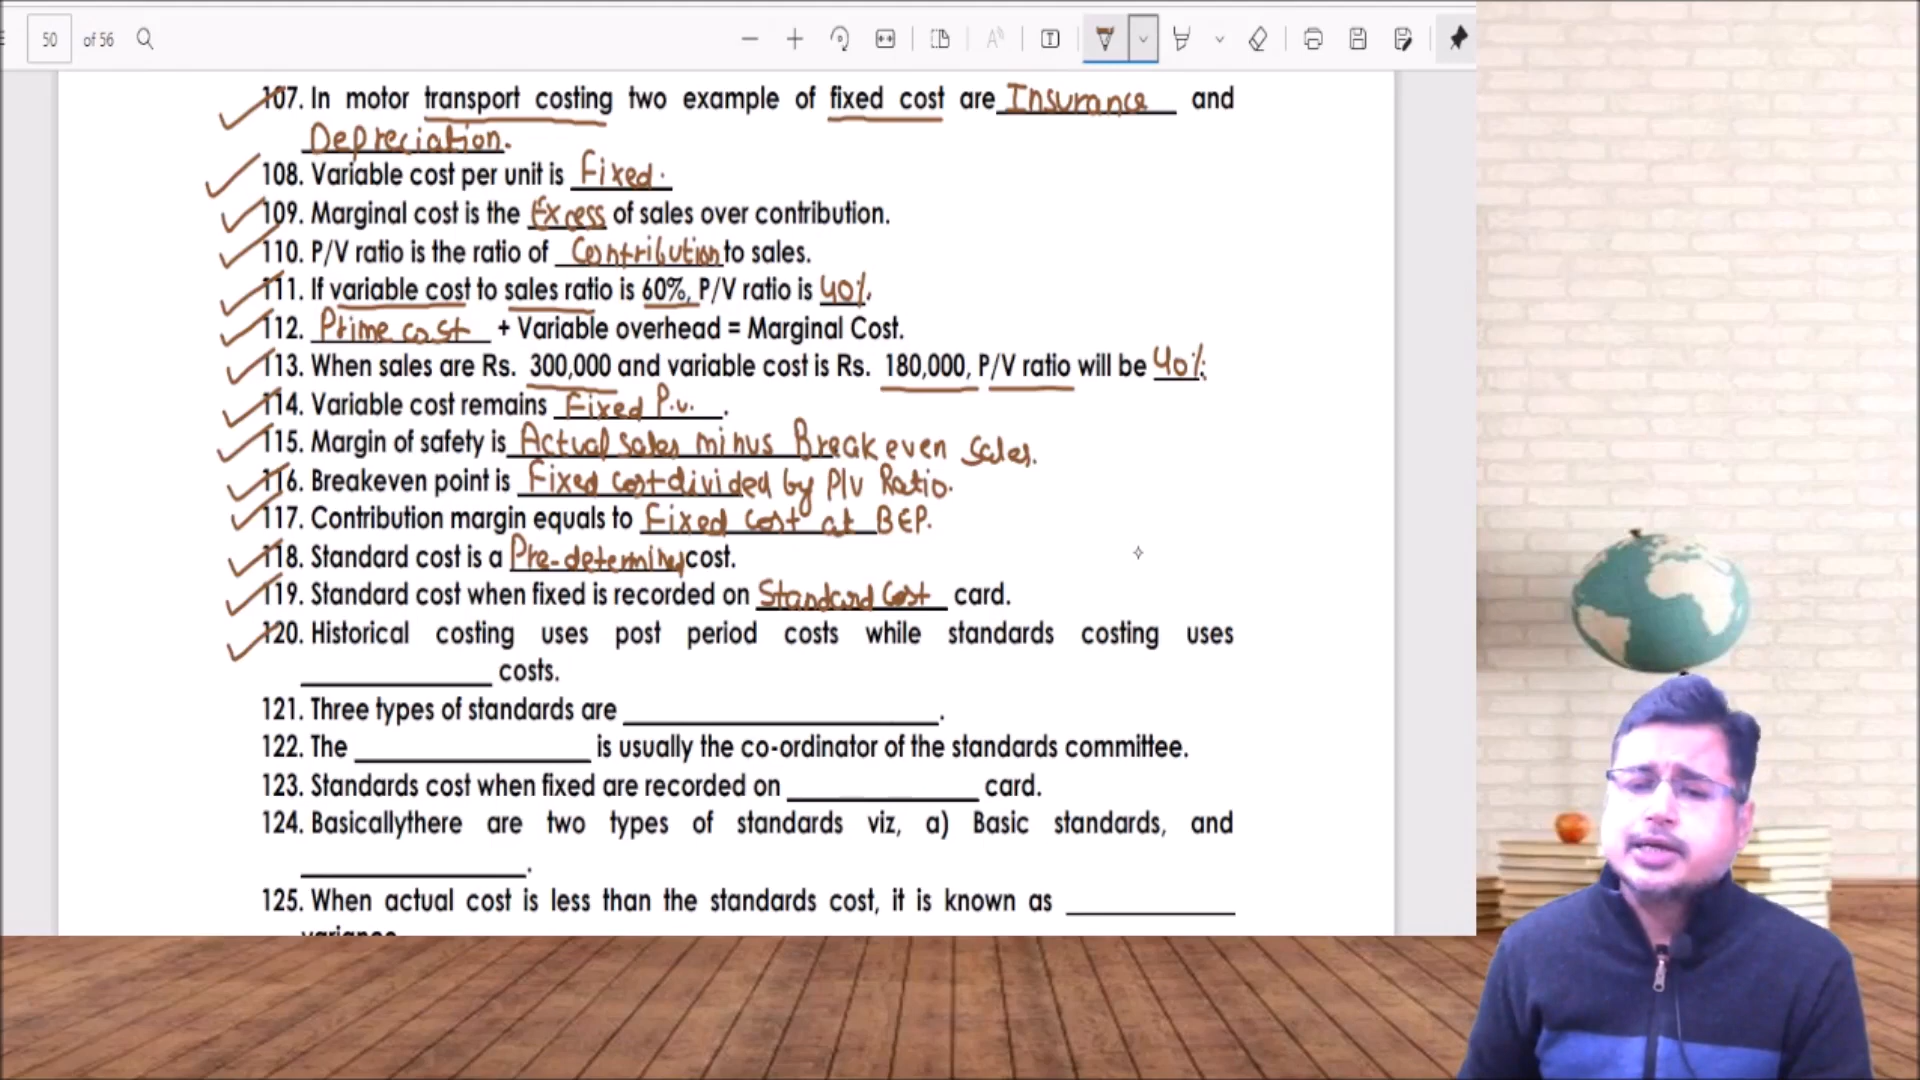 50 of 56
107. In motor transport costing two example of fixed cost are Insurance and
Depreciation.
108. Variable cost per unit is fixed.
109. Marginal cost is the Excess of sales over contribution.
110. P/V ratio is the ratio of Contribution to sales.
111. If variable cost to sales ratio is 60%, P/V ratio is 40%.
112. Prime cost + Variable overhead = Marginal Cost.
113. When sales are Rs. 300,000 and variable cost is Rs. 180,000, P/V ratio will be 40%.
114. Variable cost remains Fixed P.u. .
115. Margin of safety is Actual sales minus Break even Sales.
116. Breakeven point is Fixed cost divided by P/V Ratio.
117. Contribution margin equals to Fixed cost at BEP.
118. Standard cost is a Pre-determined cost.
119. Standard cost when fixed is recorded on Standard Cost card.
120. Historical costing uses post period costs while standards costing uses
costs.
121. Three types of standards are .
122. The is usually the co-ordinator of the standards committee.
123. Standards cost when fixed are recorded on card.
124. Basicallythere are two types of standards viz, a) Basic standards, and
.
125. When actual cost is less than the standards cost, it is known as
variance